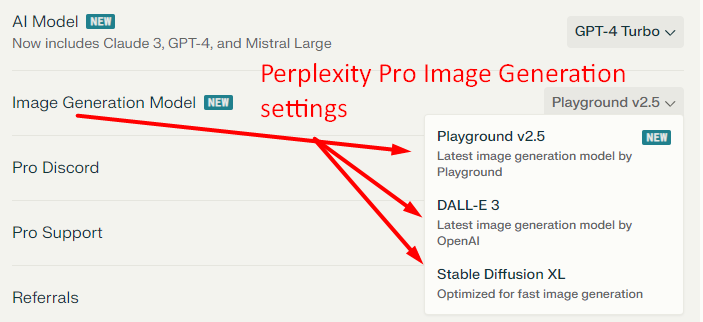 AI Model NEW
Now includes Claude 3, GPT-4, and Mistral Large
GPT-4 Turbo
Perplexity Pro Image Generation
settings
Image Generation Model NEW
Playground v2.5
Playground v2.5 NEW
Latest image generation model by
Playground
DALL-E 3
Latest image generation model by
OpenAI
Stable Diffusion XL
Optimized for fast image generation
Pro Discord
Pro Support
Referrals